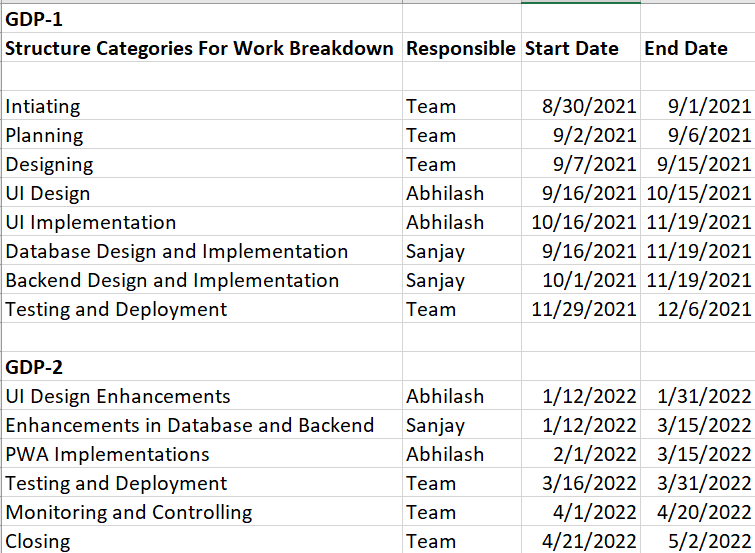 GDP-1
Structure Categories For Work Breakdown Responsible Start Date End Date
Intiating Team 8/30/2021 9/1/2021
Planning Team 9/2/2021 9/6/2021
Designing Team 9/7/2021 9/15/2021
UI Design Abhilash 9/16/2021 10/15/2021
UI Implementation Abhilash 10/16/2021 11/19/2021
Database Design and Implementation Sanjay 9/16/2021 11/19/2021
Backend Design and Implementation Sanjay 10/1/2021 11/19/2021
Testing and Deployment Team 11/29/2021 12/6/2021
GDP-2
UI Design Enhancements Abhilash 1/12/2022 1/31/2022
Enhancements in Database and Backend Sanjay 1/12/2022 3/15/2022
PWA Implementations Abhilash 2/1/2022 3/15/2022
Testing and Deployment Team 3/16/2022 3/31/2022
Monitoring and Controlling Team 4/1/2022 4/20/2022
Closing Team 4/21/2022 5/2/2022